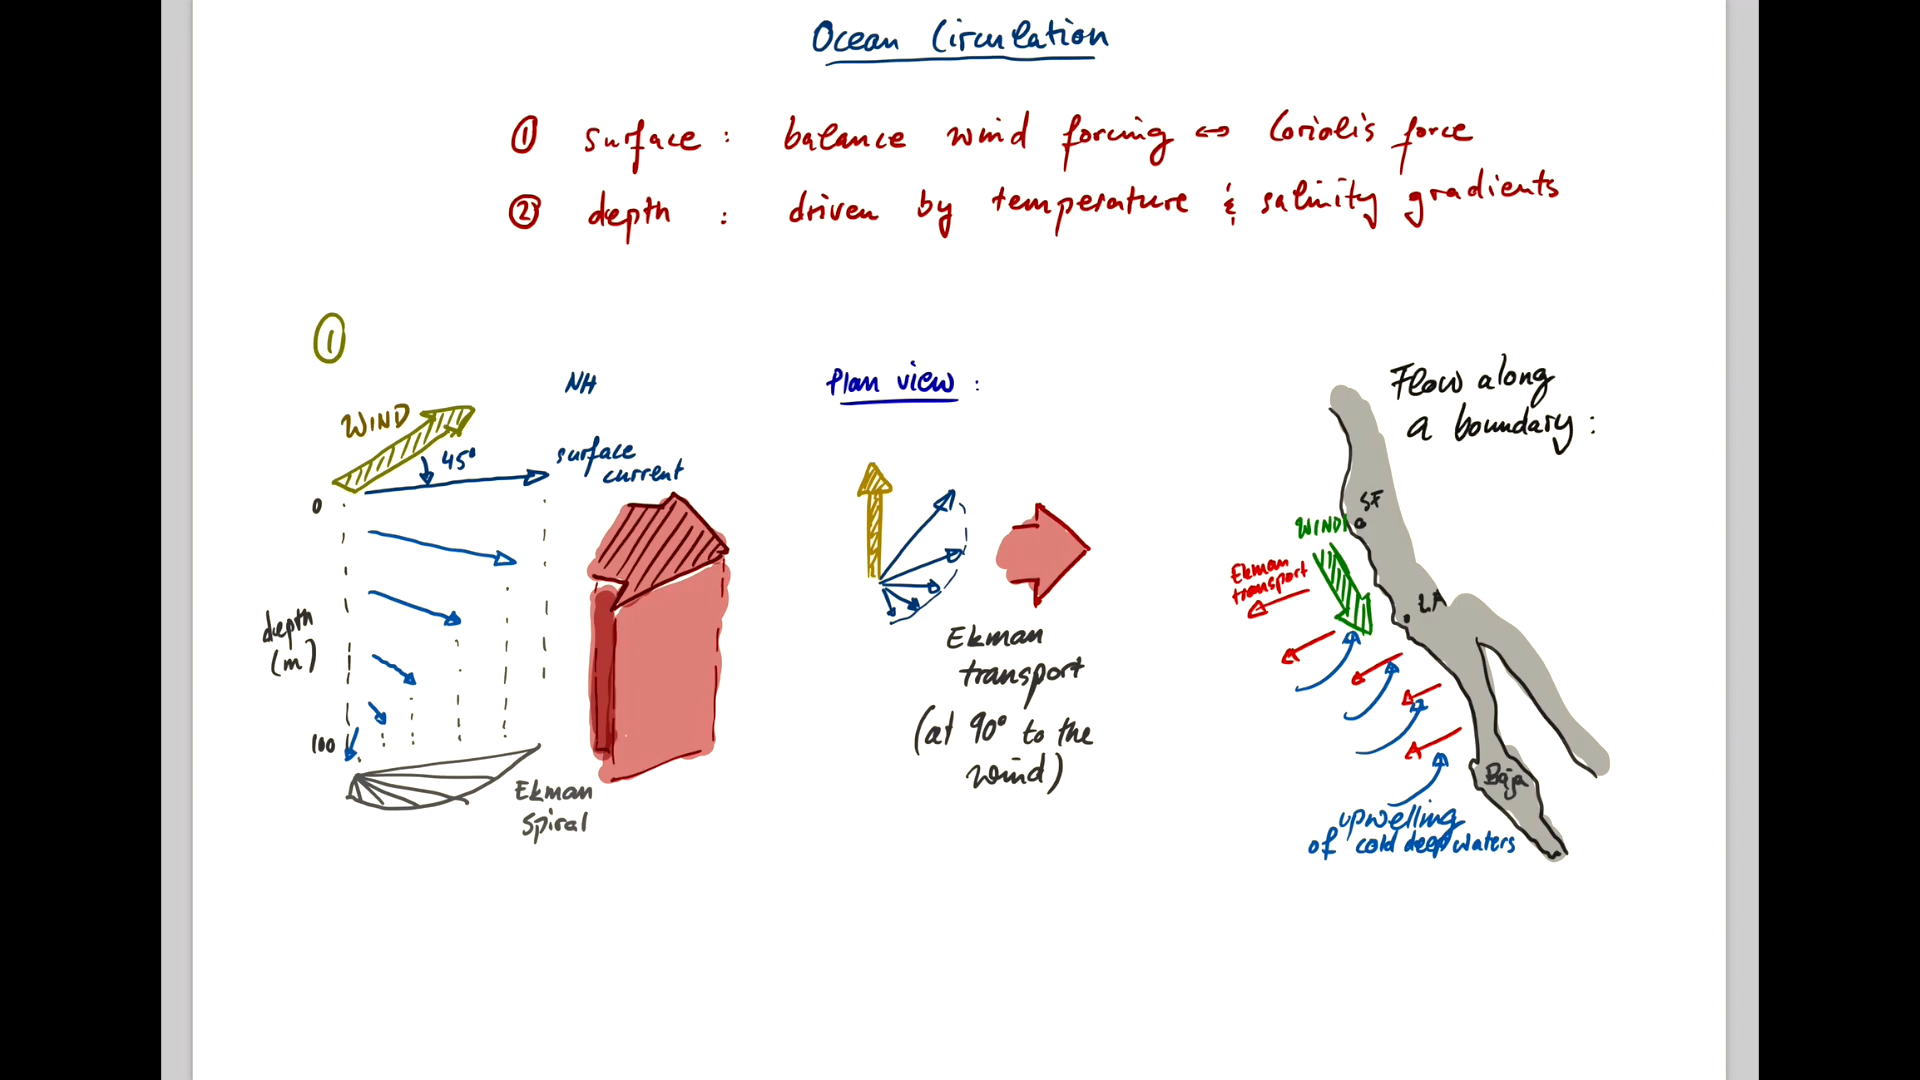 Ocean Circulation
① surface : balance wind forcing ↔ Coriolis force
② depth : driven by temperature & salinity gradients
①
NH
WIND
45°
surface
current
0
depth
(m)
100
Ekman
spiral
Plan view :
Ekman
transport
(at 90° to the
wind)
Flow along
a boundary :
SF
WIND
Ekman
transport
LA
Baja
upwelling
of cold deep waters